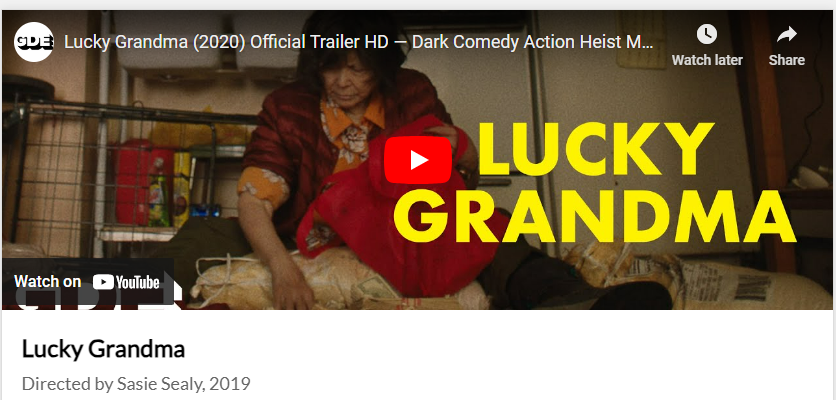 GDE
Lucky Grandma (2020) Official Trailer HD — Dark Comedy Action Heist M...
Watch later
Share
LUCKY
GRANDMA
Watch on YouTube
GDE
Lucky Grandma
Directed by Sasie Sealy, 2019